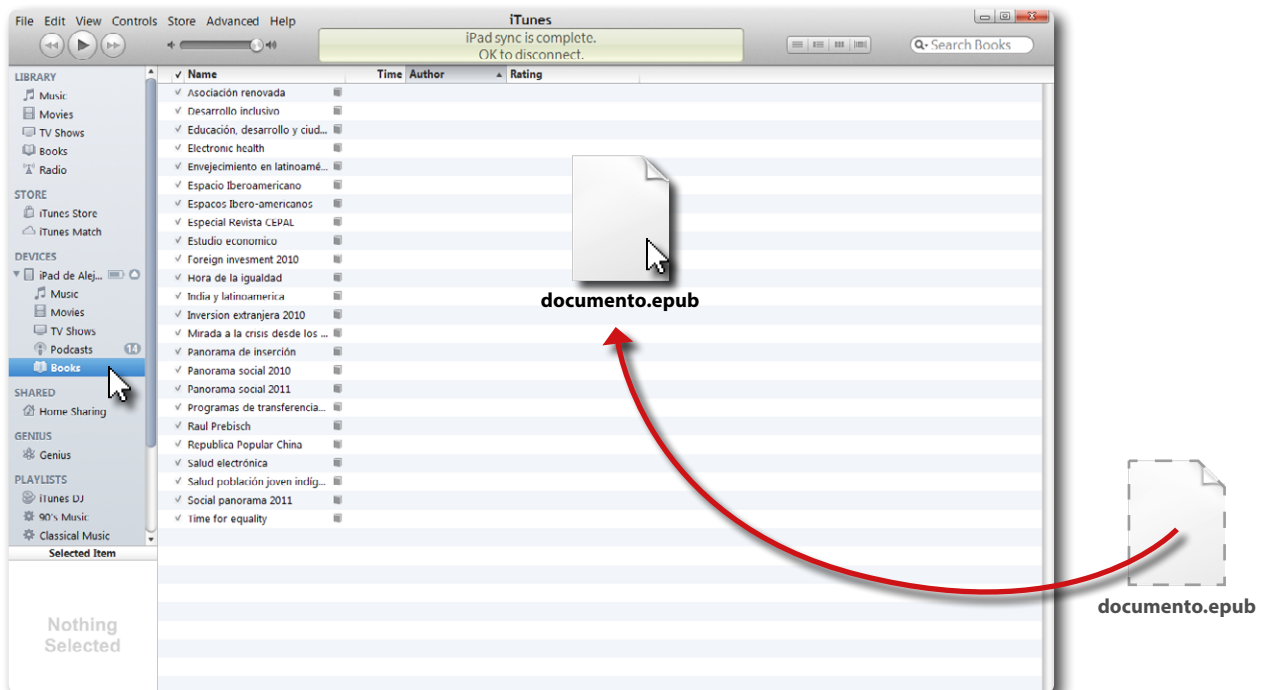 iTunes
File Edit View Controls Store Advanced Help
iPad sync is complete.
OK to disconnect.
Search Books
LIBRARY
Music
Movies
TV Shows
Books
Radio
STORE
iTunes Store
iTunes Match
DEVICES
iPad de Alej...
Music
Movies
TV Shows
Podcasts 14
Books
SHARED
Home Sharing
GENIUS
Genius
PLAYLISTS
iTunes DJ
90's Music
Classical Music
Selected Item
Nothing
Selected
✓ Name Time Author Rating
✓ Asociación renovada
✓ Desarrollo inclusivo
✓ Educación, desarrollo y ciud...
✓ Electronic health
✓ Envejecimiento en latinoamé...
✓ Espacio Iberoamericano
✓ Espacos Ibero-americanos
✓ Especial Revista CEPAL
✓ Estudio economico
✓ Foreign invesment 2010
✓ Hora de la igualdad
✓ India y latinoamerica
✓ Inversion extranjera 2010
✓ Mirada a la crisis desde los ...
✓ Panorama de inserción
✓ Panorama social 2010
✓ Panorama social 2011
✓ Programas de transferencia...
✓ Raul Prebisch
✓ Republica Popular China
✓ Salud electrónica
✓ Salud población joven indíg...
✓ Social panorama 2011
✓ Time for equality
documento.epub
documento.epub